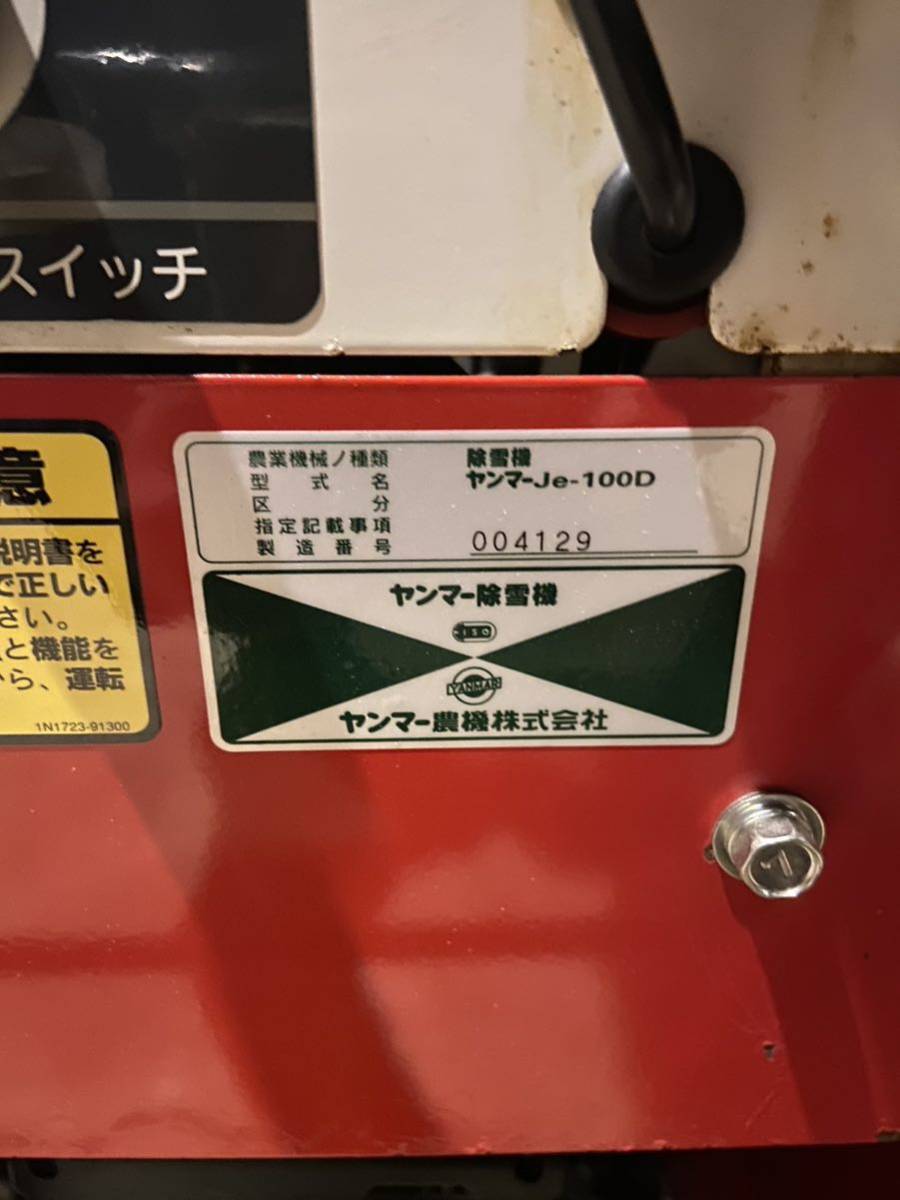 スイッチ
農業機械ノ種類 除雪機
型式名 ヤンマーJe-100D
区分
指定記載事項
製造番号 004129
ヤンマー除雪機
ISO
YANMAR
ヤンマー農機株式会社
意
説明書を
で正しい
さい。
と機能を
から、運転
1N1723-91300
7